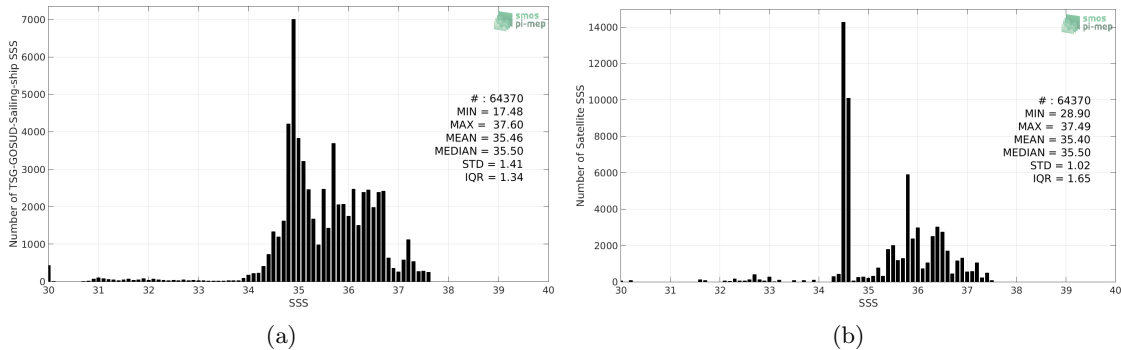 smos
pi-mep
Number of TSG-GOSUD-Sailing-ship SSS
7000
6000
5000
4000
3000
2000
1000
0
# : 64370
MIN = 17.48
MAX = 37.60
MEAN = 35.46
MEDIAN = 35.50
STD = 1.41
IQR = 1.34
30 31 32 33 34 35 36 37 38 39 40
SSS
(a)
smos
pi-mep
Number of Satellite SSS
14000
12000
10000
8000
6000
4000
2000
0
# : 64370
MIN = 28.90
MAX = 37.49
MEAN = 35.40
MEDIAN = 35.50
STD = 1.02
IQR = 1.65
30 31 32 33 34 35 36 37 38 39 40
SSS
(b)